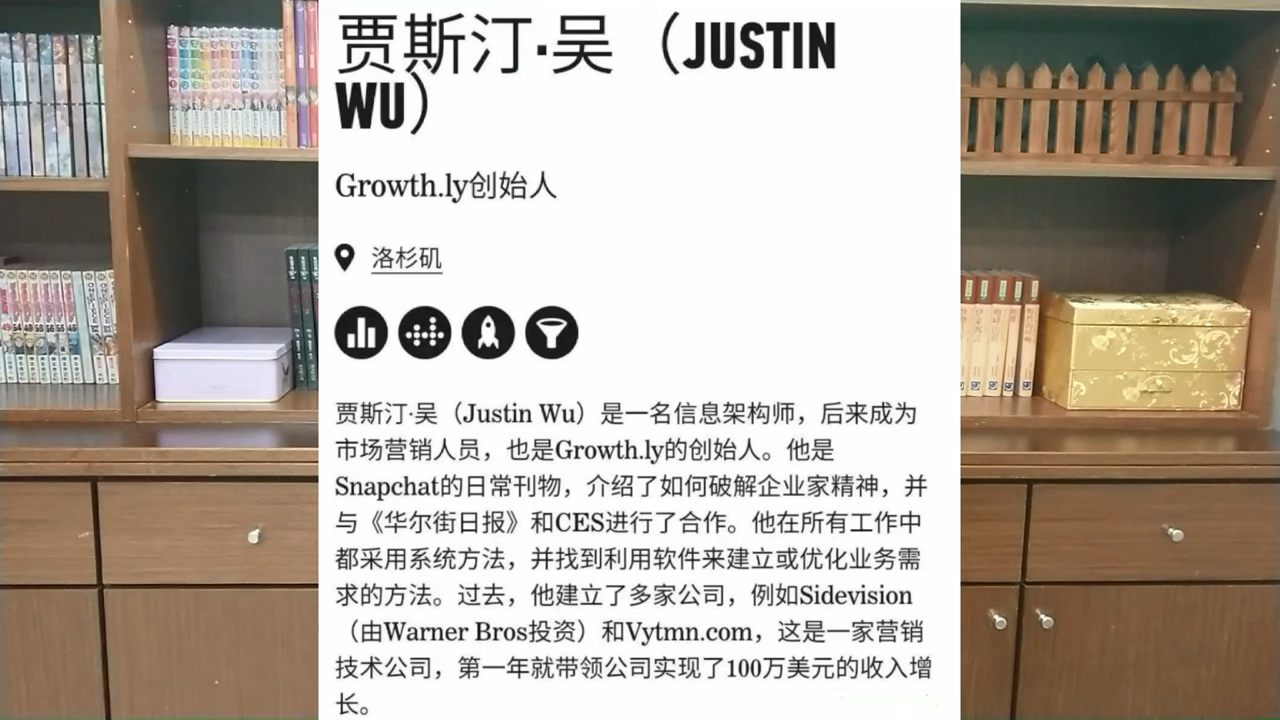 贾斯汀·吴（JUSTIN
WU）
Growth.ly创始人
洛杉矶
贾斯汀·吴（Justin Wu）是一名信息架构师，后来成为
市场营销人员，也是Growth.ly的创始人。他是
Snapchat的日常刊物，介绍了如何破解企业家精神，并
与《华尔街日报》和CES进行了合作。他在所有工作中
都采用系统方法，并找到利用软件来建立或优化业务需
求的方法。过去，他建立了多家公司，例如Sidevision
（由Warner Bros投资）和Vytmn.com，这是一家营销
技术公司，第一年就带领公司实现了100万美元的收入增
长。